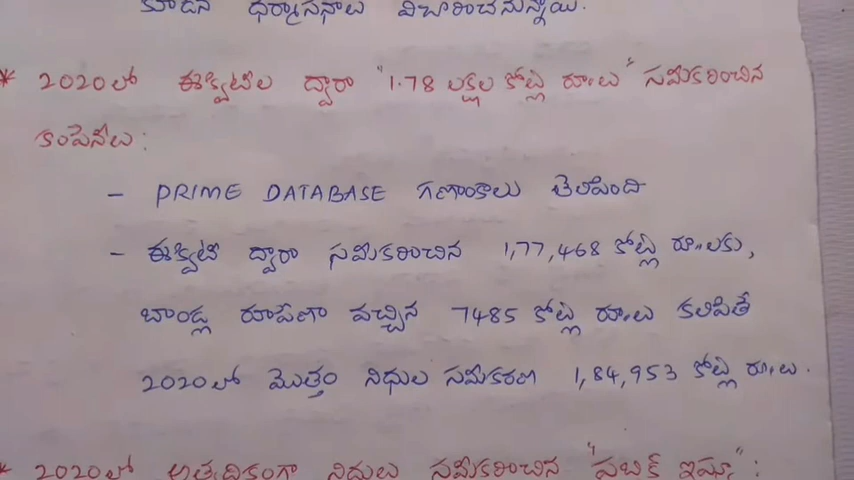 కూడిన ధర్మాసనాలు విచారించనున్నాయి.
* 2020లో ఈక్విటీల ద్వారా "1.78 లక్షల కోట్ల రూ.లు" సమీకరించిన
కంపెనీలు:
- PRIME DATABASE గణాంకాలు తెలిపింది
- ఈక్విటీ ద్వారా సమీకరించిన 1,77,468 కోట్ల రూ.లకు,
బాండ్ల రూపేణా వచ్చిన 7485 కోట్ల రూ.లు కలిపితే
2020లో మొత్తం నిధుల సమీకరణ 1,84,953 కోట్ల రూ.లు.
* 2020లో అత్యధికంగా నిధులు సమీకరించిన "పబ్లిక్ ఇష్యూ":